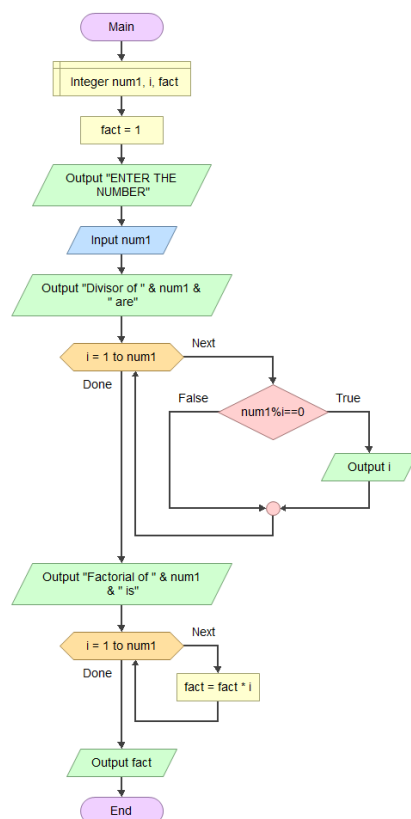 Main
Integer num1, i, fact
fact = 1
Output "ENTER THE
NUMBER"
Input num1
Output "Divisor of " & num1 &
" are"
i = 1 to num1
Next
Done
False
num1%i==0
True
Output i
Output "Factorial of " & num1
& " is"
i = 1 to num1
Next
Done
fact = fact * i
Output fact
End